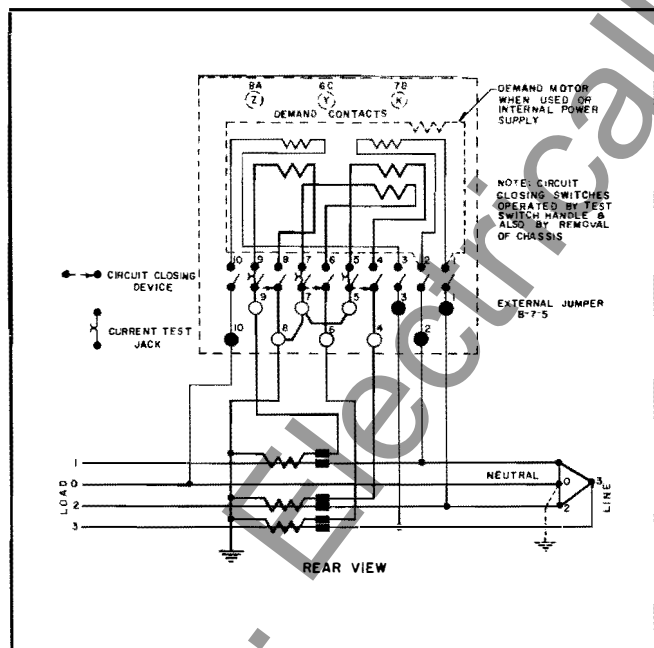 8A 6C 7B
Z Y X
DEMAND CONTACTS
DEMAND MOTOR
WHEN USED OR
INTERNAL POWER
SUPPLY
NOTE: CIRCUIT
CLOSING SWITCHES
OPERATED BY TEST
SWITCH HANDLE &
ALSO BY REMOVAL
OF CHASSIS
10 9 8 7 6 5 4 3 2 1
CIRCUIT CLOSING
DEVICE
9 7 5 3 1
EXTERNAL JUMPER
8-7-5
CURRENT TEST
JACK
10 8 6 4 2
1
LOAD 0 NEUTRAL 0 3 LINE
2 2
3
REAR VIEW
. Electrical